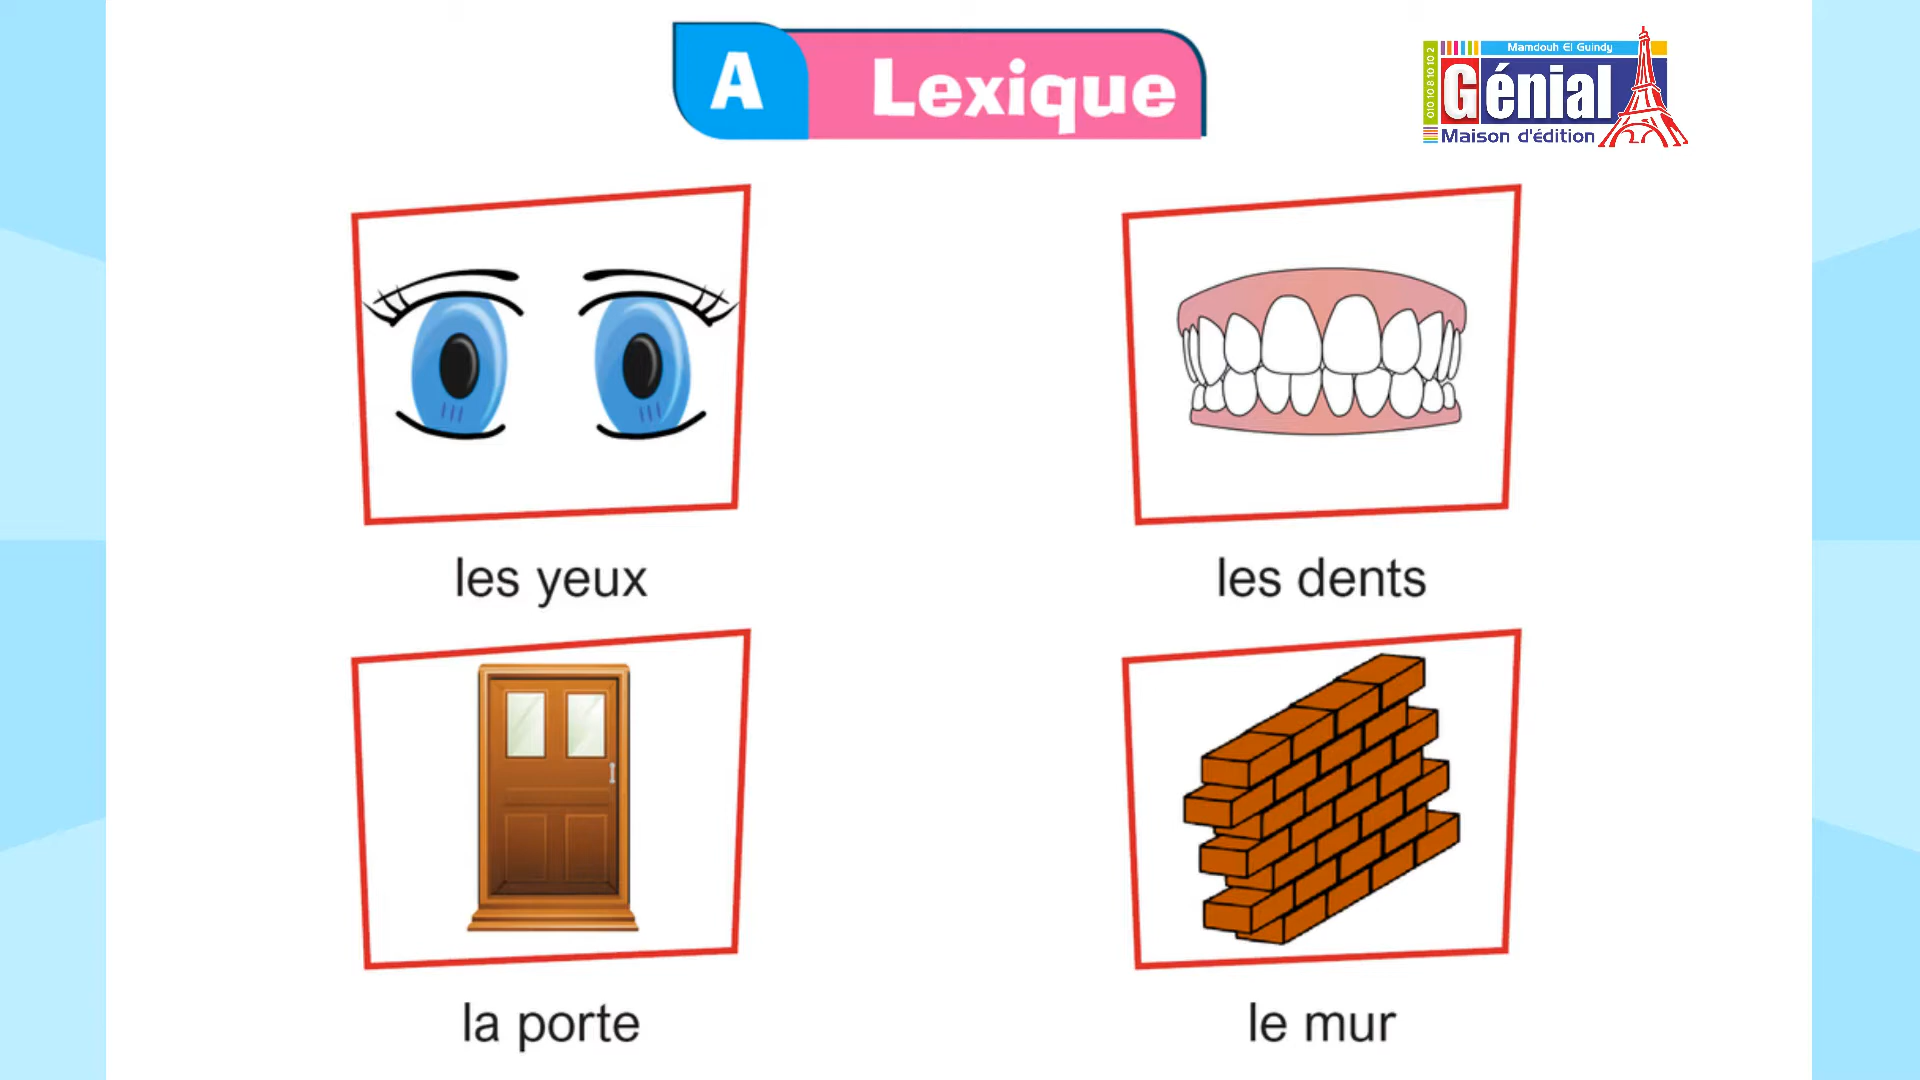 A Lexique
Mamdouh El Guindy
Génial
Maison d'édition
les yeux
les dents
la porte
le mur